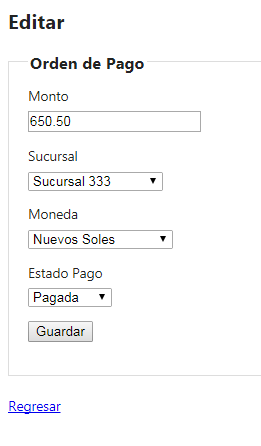 Editar
Orden de Pago
Monto
650.50
Sucursal
Sucursal 333
Moneda
Nuevos Soles
Estado Pago
Pagada
Guardar
Regresar